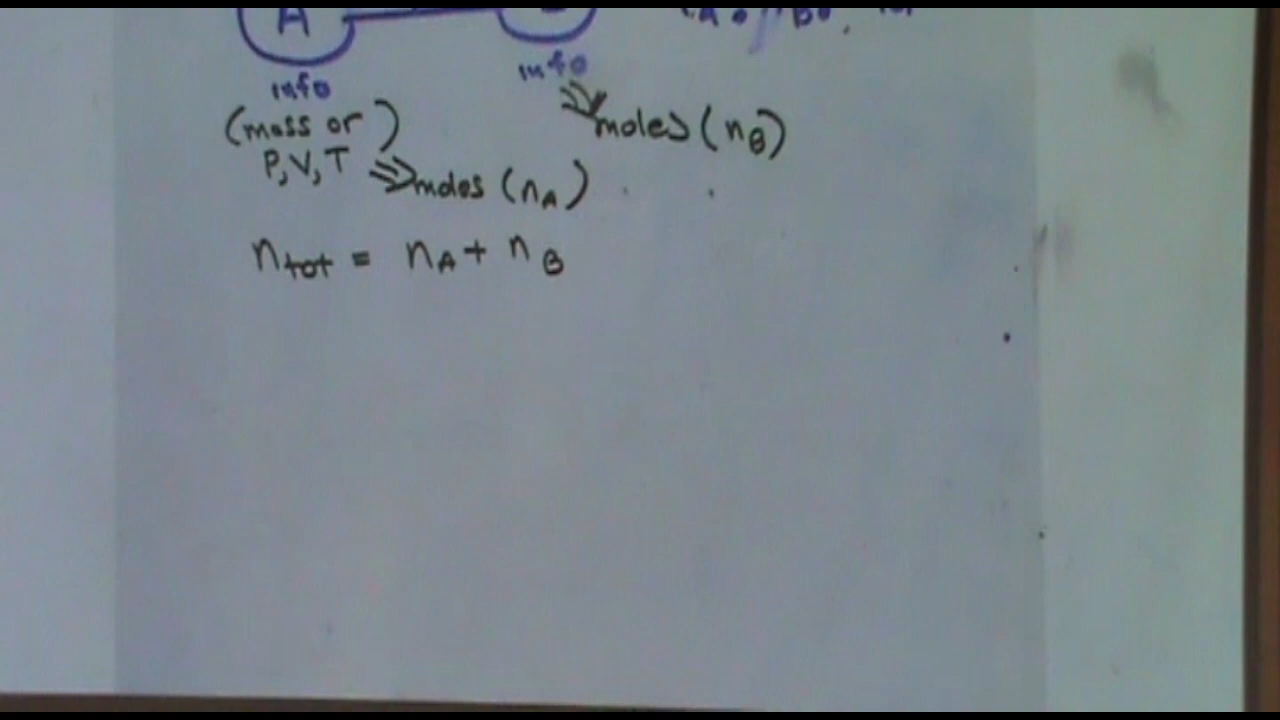 A
info
info
(mass or )
P,V,T
⇒ moles (nA)
⇒ moles (nB)
ntot = nA + nB